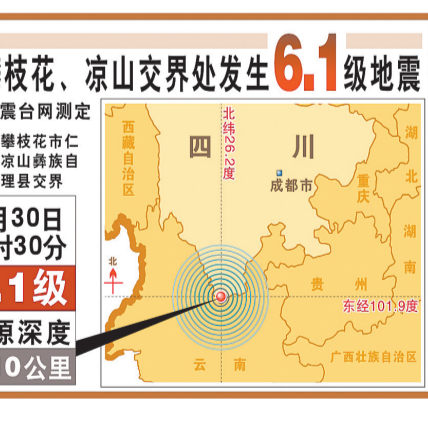 枝花、凉山交界处发生6.1级地震
震台网测定
攀枝花市仁
凉山彝族自
理县交界
月30日
时30分
.1级
源深度
0公里
西藏自治区
四川
北纬26.2度
成都市
重庆
湖北
湖南
贵州
东经101.9度
云南
广西壮族自治区
北